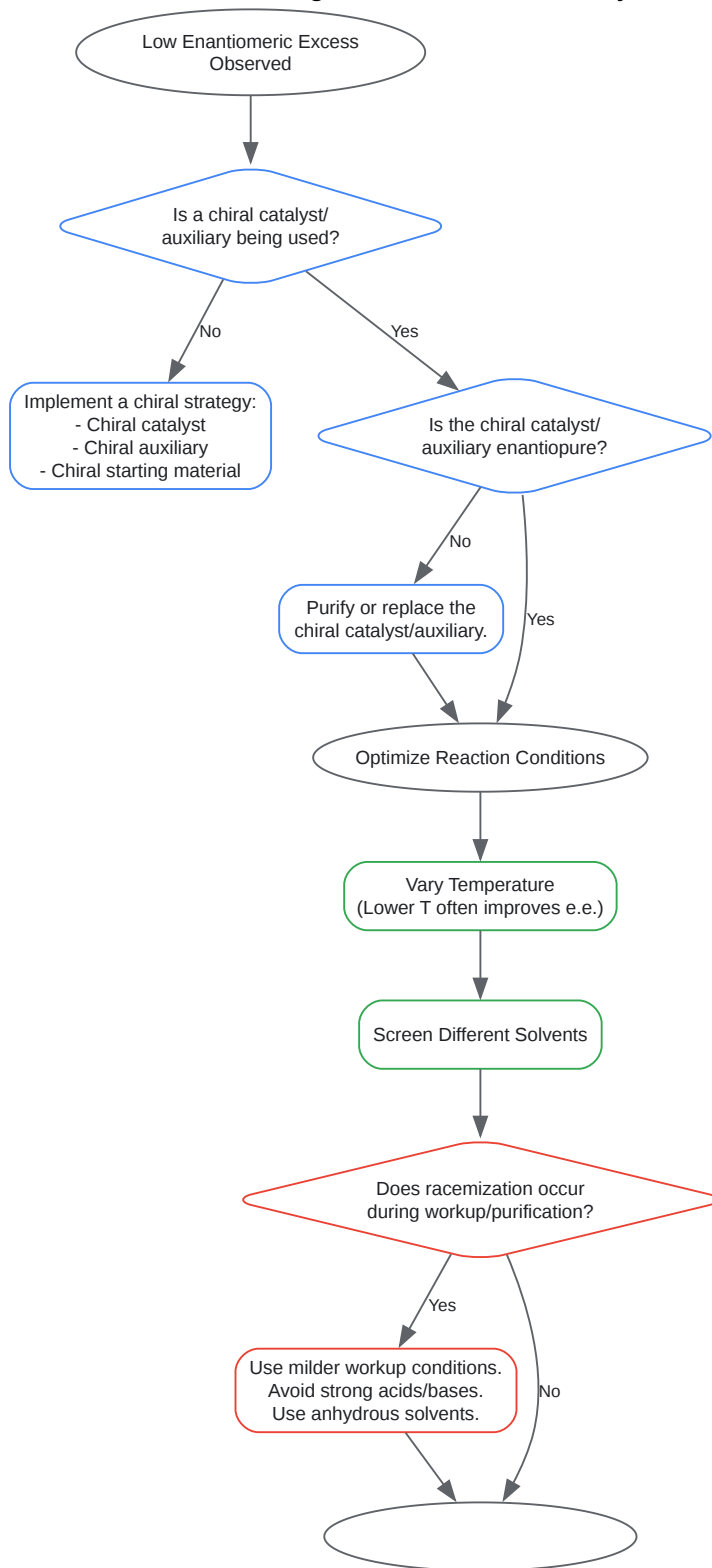 Low Enantiomeric Excess
Observed
Is a chiral catalyst/
auxiliary being used?
No
Yes
Implement a chiral strategy:
- Chiral catalyst
- Chiral auxiliary
- Chiral starting material
Is the chiral catalyst/
auxiliary enantiopure?
No
Yes
Purify or replace the
chiral catalyst/auxiliary.
Optimize Reaction Conditions
Vary Temperature
(Lower T often improves e.e.)
Screen Different Solvents
Does racemization occur
during workup/purification?
Yes
No
Use milder workup conditions.
Avoid strong acids/bases.
Use anhydrous solvents.